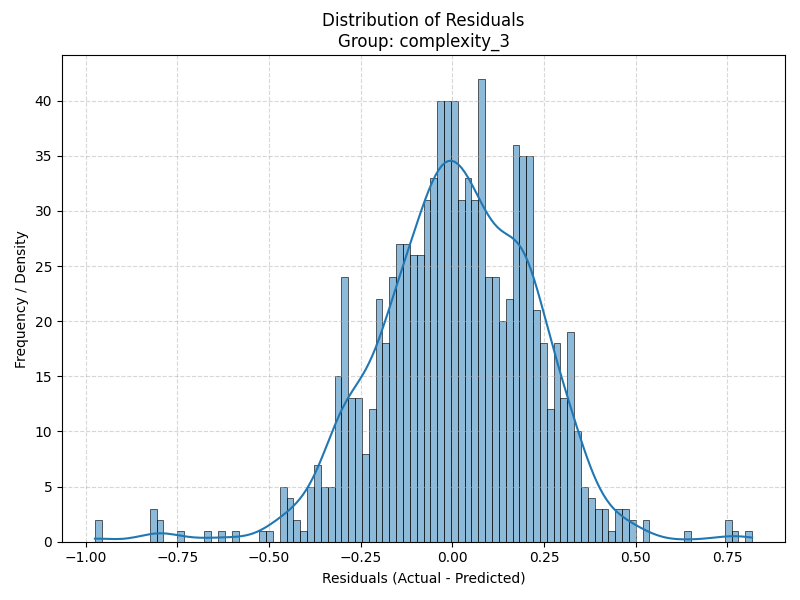 Distribution of Residuals
Group: complexity_3
Frequency / Density
40
35
30
25
20
15
10
5
0
−1.00 −0.75 −0.50 −0.25 0.00 0.25 0.50 0.75
Residuals (Actual - Predicted)